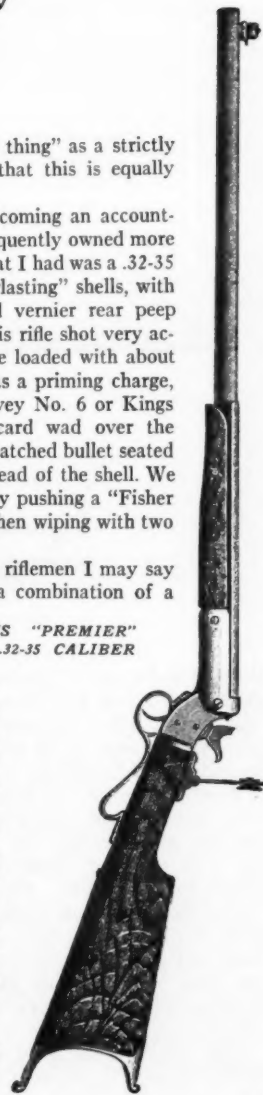 thing” as a strictly
that this is equally
coming an account-
quently owned more
at I had was a .32-35
lasting” shells, with
vernier rear peep
is rifle shot very ac-
e loaded with about
s a priming charge,
vey No. 6 or Kings
card wad over the
atched bullet seated
ead of the shell. We
y pushing a “Fisher
hen wiping with two
riflemen I may say
a combination of a
S “PREMIER”
.32-35 CALIBER